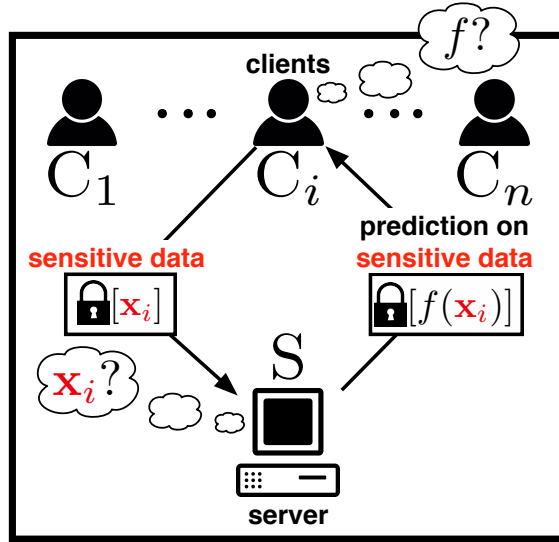 f?
clients
... ...
C₁ Cᵢ Cₙ
prediction on
sensitive data
sensitive data
[xᵢ]
[f(xᵢ)]
xᵢ?
S
server